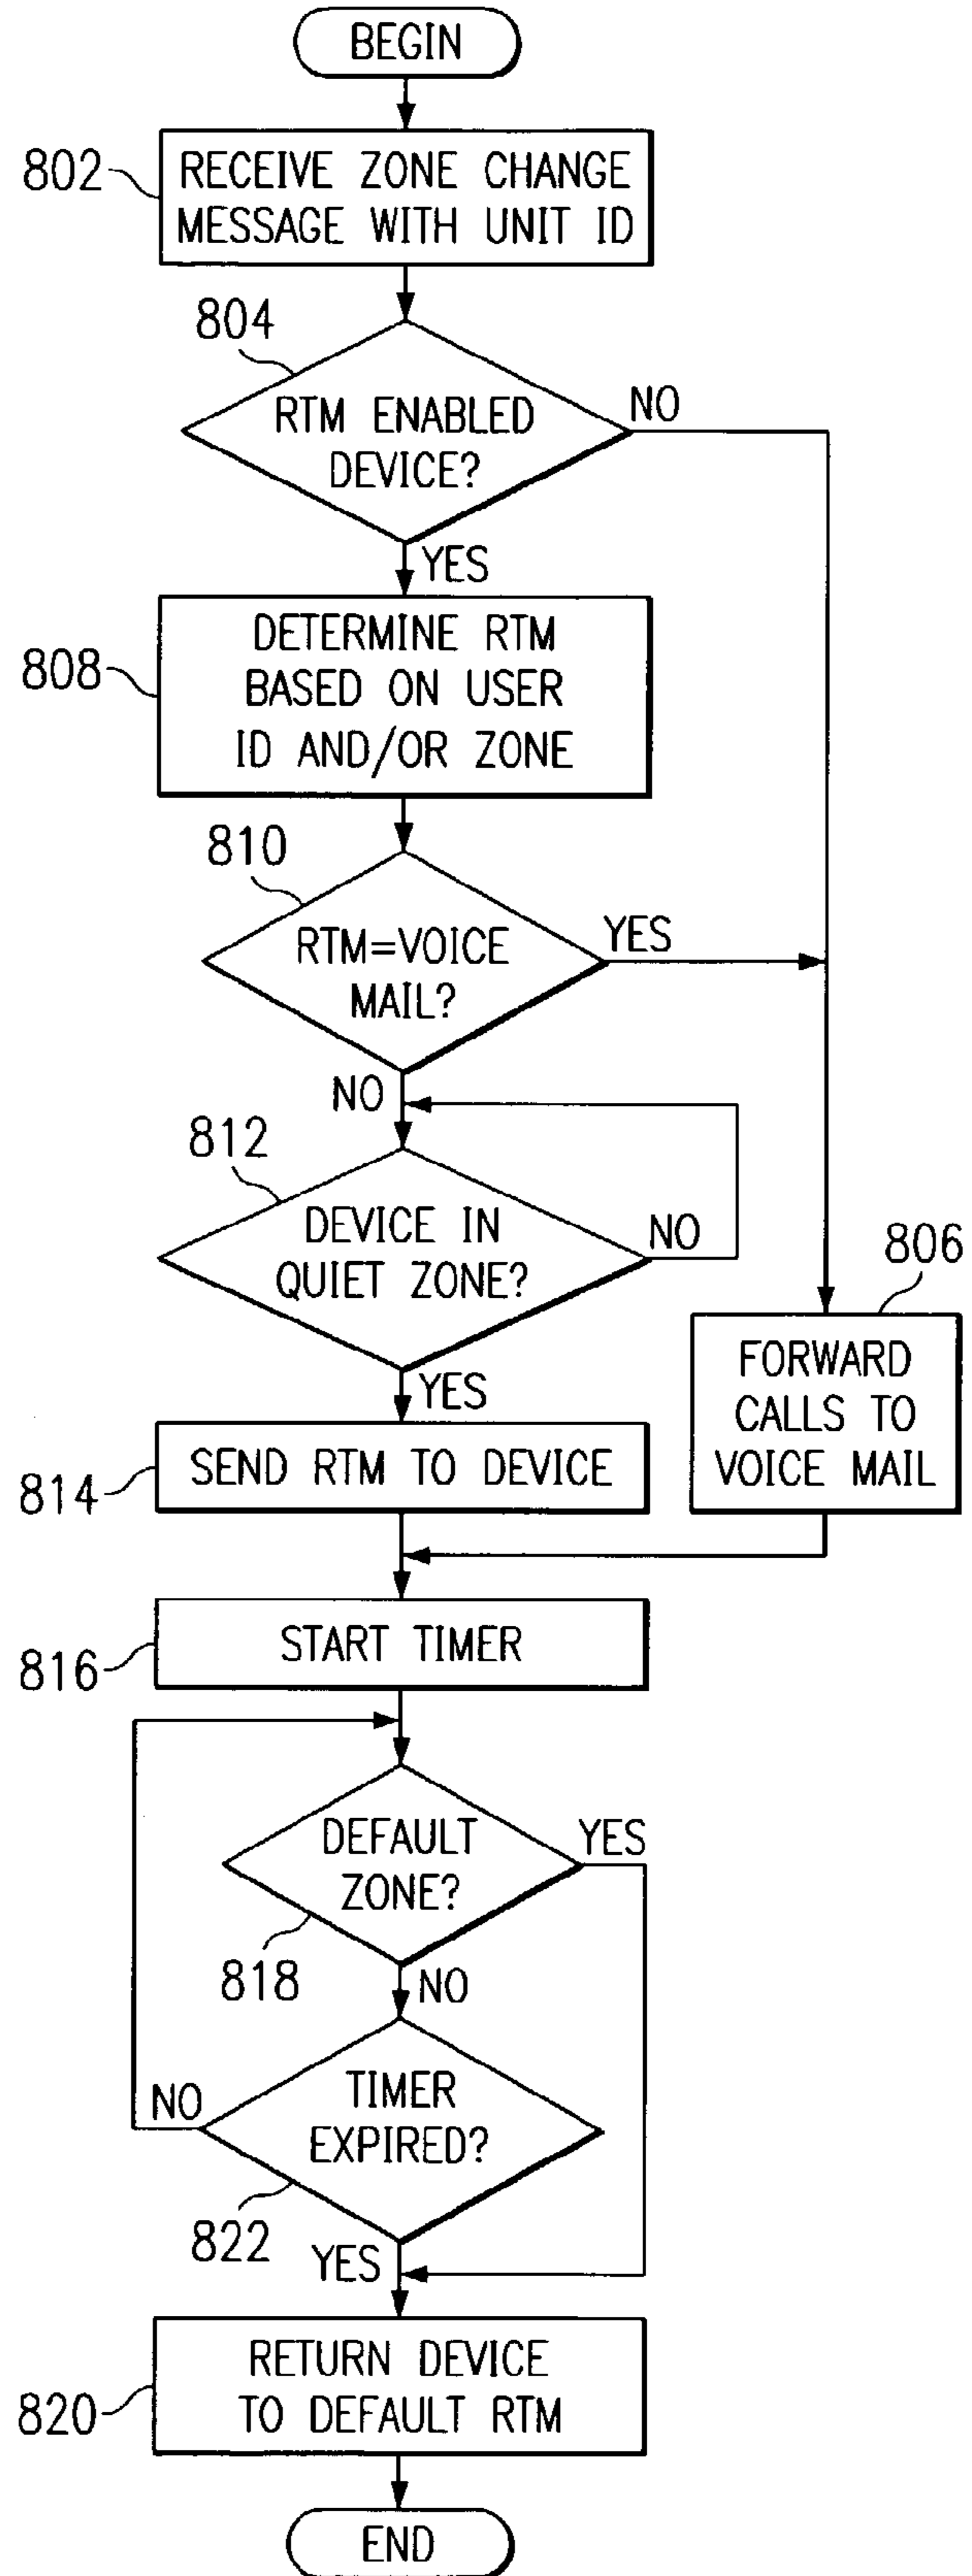 BEGIN
802
RECEIVE ZONE CHANGE
MESSAGE WITH UNIT ID
804
RTM ENABLED
DEVICE?
NO
YES
808
DETERMINE RTM
BASED ON USER
ID AND/OR ZONE
810
RTM=VOICE
MAIL?
YES
NO
812
DEVICE IN
QUIET ZONE?
NO
YES
806
FORWARD
CALLS TO
VOICE MAIL
814
SEND RTM TO DEVICE
816
START TIMER
DEFAULT
ZONE?
YES
818
NO
TIMER
EXPIRED?
NO
822
YES
820
RETURN DEVICE
TO DEFAULT RTM
END